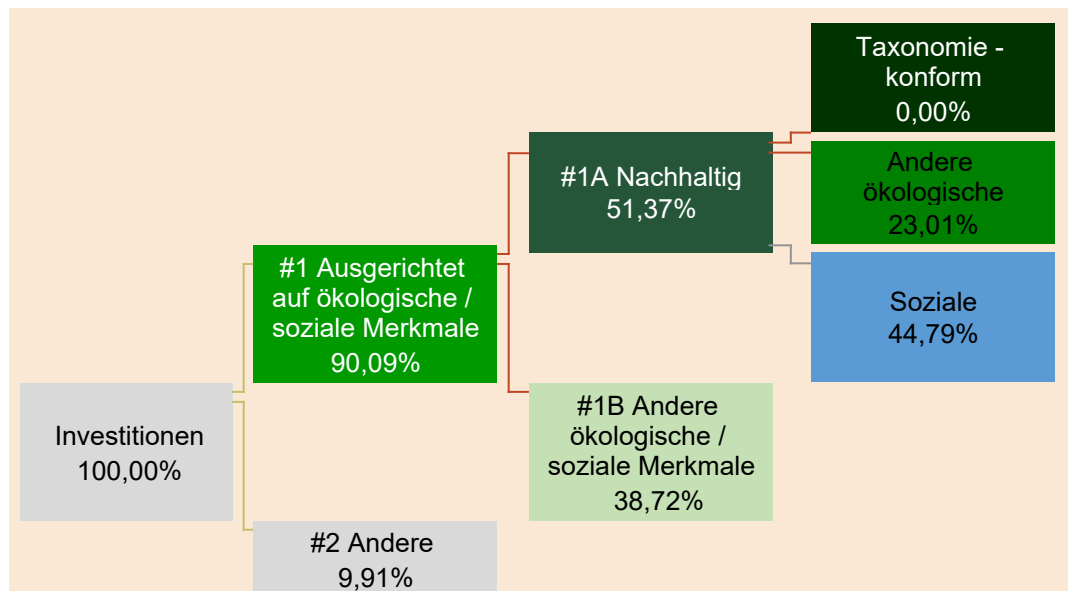 Taxonomie -
konform
0,00%
#1A Nachhaltig
51,37%
Andere
ökologische
23,01%
#1 Ausgerichtet
auf ökologische /
soziale Merkmale
90,09%
Soziale
44,79%
Investitionen
100,00%
#1B Andere
ökologische /
soziale Merkmale
38,72%
#2 Andere
9,91%